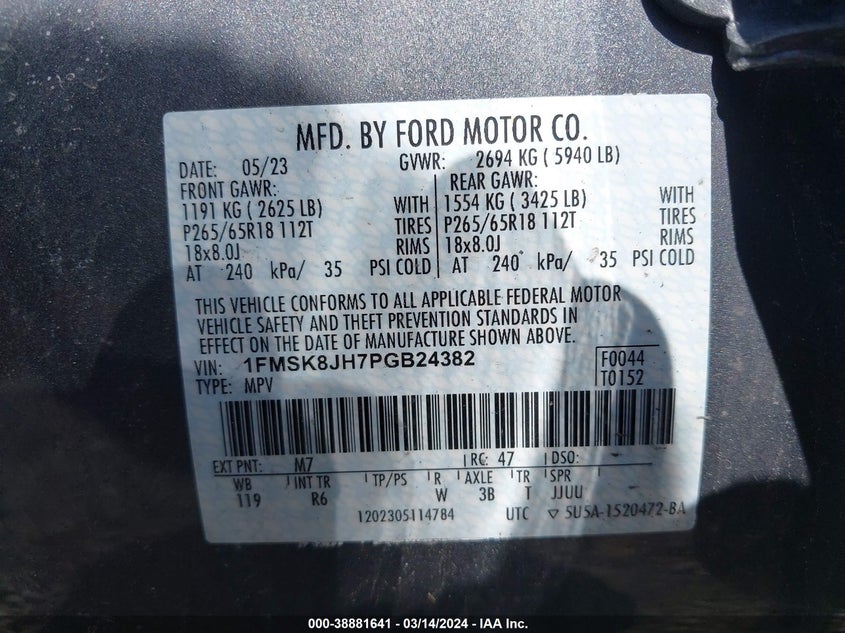 MFD. BY FORD MOTOR CO.
DATE: 05/23 GVWR: 2694 KG ( 5940 LB)
FRONT GAWR: REAR GAWR:
1191 KG ( 2625 LB) WITH 1554 KG ( 3425 LB) WITH
P265/65R18 112T TIRES P265/65R18 112T TIRES
18x8.0J RIMS 18x8.0J RIMS
AT 240 kPa/ 35 PSI COLD AT 240 kPa/ 35 PSI COLD
THIS VEHICLE CONFORMS TO ALL APPLICABLE FEDERAL MOTOR
VEHICLE SAFETY AND THEFT PREVENTION STANDARDS IN
EFFECT ON THE DATE OF MANUFACTURE SHOWN ABOVE.
VIN: 1FMSK8JH7PGB24382 F0044
TYPE: MPV T0152
EXT PNT: M7 RC: 47 DSO:
WB INT TR TP/PS R AXLE TR SPR
119 R6 W 3B T JJUU
1202305114784 UTC ▽ 5U5A-1520472-BA
000-38881641 / 03/14/2024 - IAA Inc.